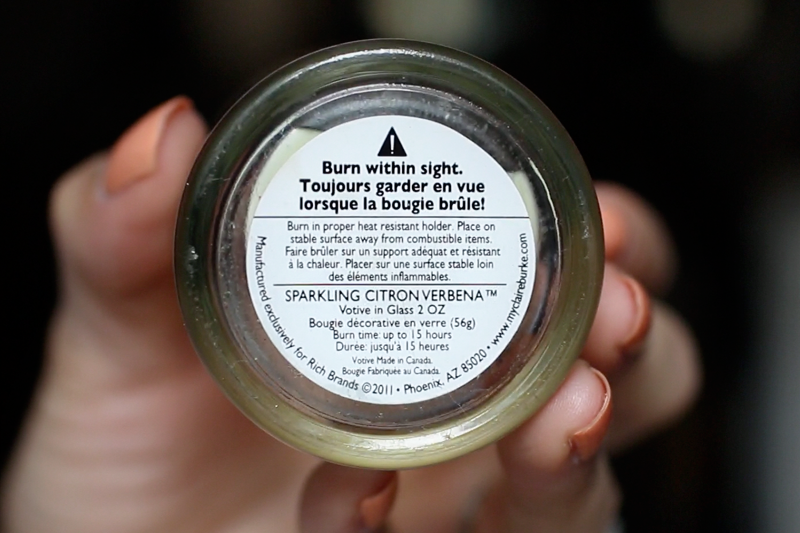 !
Burn within sight.
Toujours garder en vue
lorsque la bougie brûle!
Burn in proper heat resistant holder. Place on
stable surface away from combustible items.
Faire brûler sur un support adéquat et résistant
à la chaleur. Placer sur une surface stable loin
des éléments inflammables.
SPARKLING CITRON VERBENA™
Votive in Glass 2 OZ
Bougie décorative en verre (56g)
Burn time: up to 15 hours
Durée: jusqu'à 15 heures
Votive Made in Canada.
Bougie Fabriquée au Canada.
Manufactured exclusively for Rich Brands ©2011 • Phoenix, AZ 85020 • www.myclaireburke.com